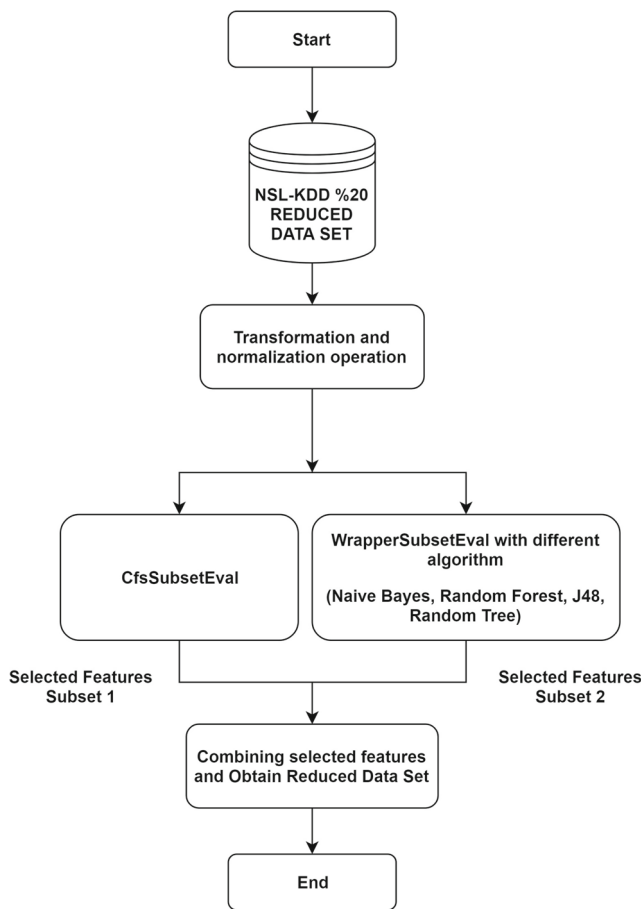 Start
NSL-KDD %20
REDUCED
DATA SET
Transformation and
normalization operation
CfsSubsetEval
WrapperSubsetEval with different
algorithm
(Naive Bayes, Random Forest, J48,
Random Tree)
Selected Features
Subset 1
Selected Features
Subset 2
Combining selected features
and Obtain Reduced Data Set
End